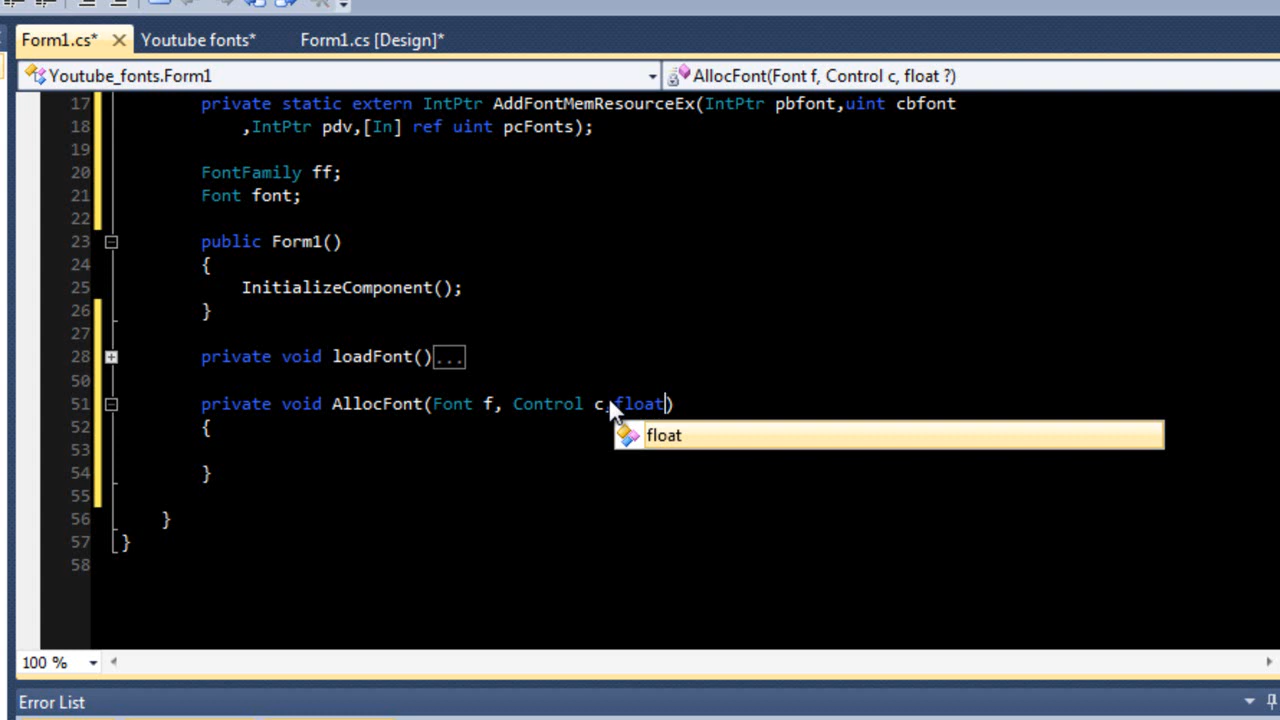 Form1.cs* Youtube fonts* Form1.cs [Design]*
Youtube_fonts.Form1 AllocFont(Font f, Control c, float ?)
17 private static extern IntPtr AddFontMemResourceEx(IntPtr pbfont,uint cbfont
18 ,IntPtr pdv,[In] ref uint pcFonts);
19
20 FontFamily ff;
21 Font font;
22
23 public Form1()
24 {
25 InitializeComponent();
26 }
27
28 private void loadFont()...
50
51 private void AllocFont(Font f, Control c,float)
52 {
float
53
54 }
55
56 }
57 }
58
100 %
Error List